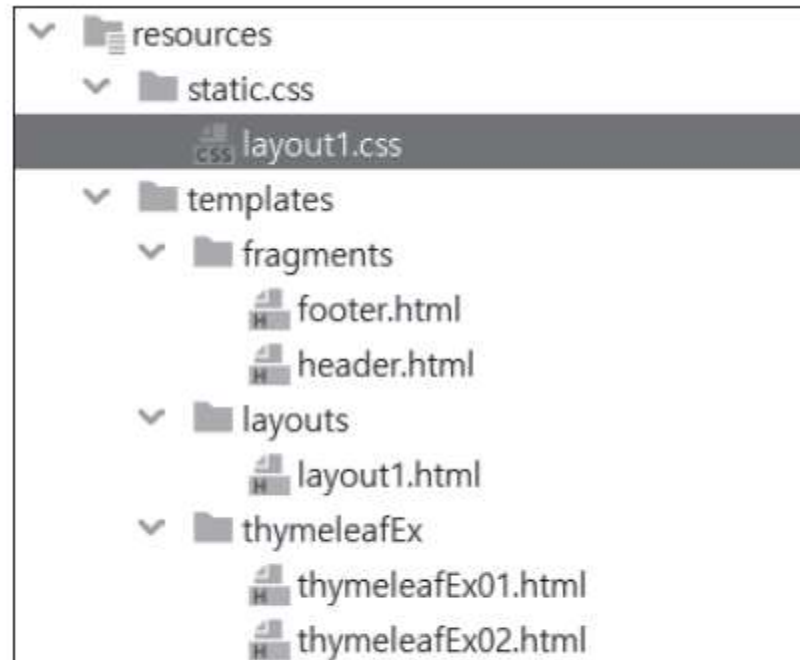 resources
static.css
css layout1.css
templates
fragments
H footer.html
H header.html
layouts
H layout1.html
thymeleafEx
H thymeleafEx01.html
H thymeleafEx02.html